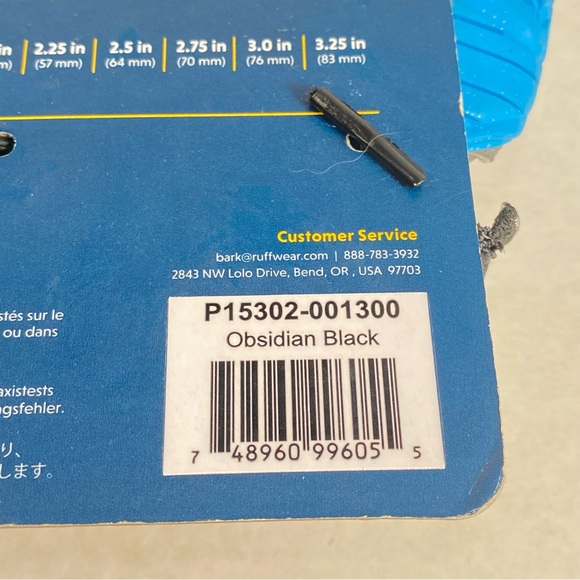 in 2.25 in 2.5 in 2.75 in 3.0 in 3.25 in
m) (57 mm) (64 mm) (70 mm) (76 mm) (83 mm)
Customer Service
bark@ruffwear.com | 888-783-3932
2843 NW Lolo Drive, Bend, OR , USA 97703
stés sur le
ou dans
axistests
ngsfehler.
り、
します。
P15302-001300
Obsidian Black
7 48960 99605 5